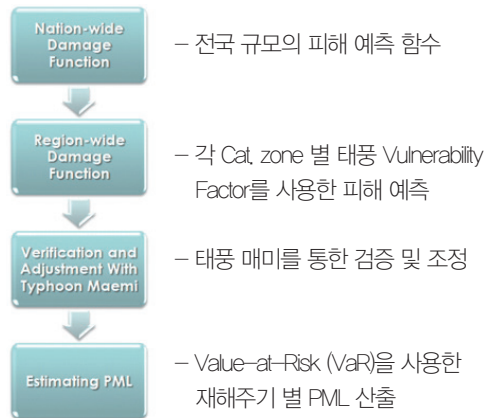 Nation-wide
Damage
Function
– 전국 규모의 피해 예측 함수
Region-wide
Damage
Function
– 각 Cat, zone 별 태풍 Vulnerability
Factor를 사용한 피해 예측
Verification and
Adjustment With
Typhoon Maemi
– 태풍 매미를 통한 검증 및 조정
Estimating PML
– Value–at–Risk (VaR)을 사용한
재해주기 별 PML 산출